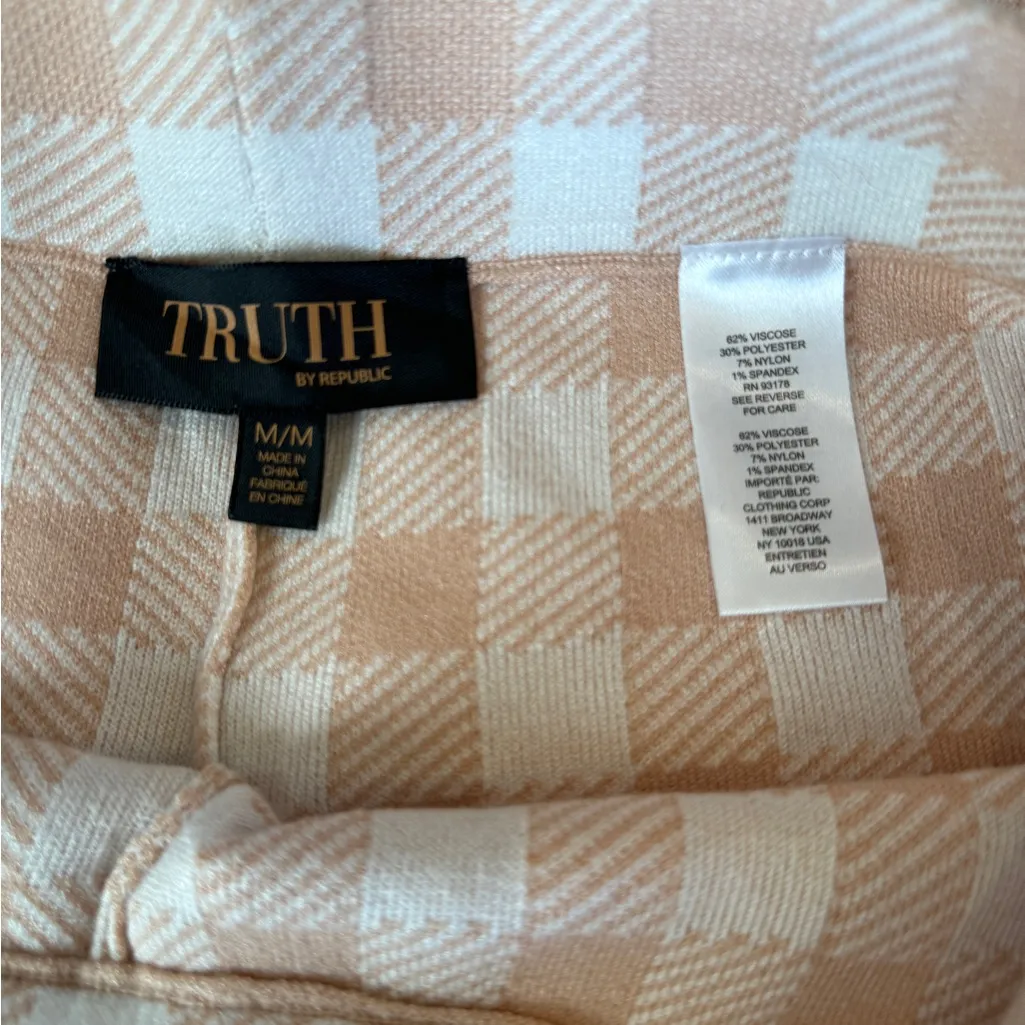 TRUTH
BY REPUBLIC
M/M
MADE IN
CHINA
FABRIQUÉ
EN CHINE
62% VISCOSE
30% POLYESTER
7% NYLON
1% SPANDEX
RN 93178
SEE REVERSE
FOR CARE
62% VISCOSE
30% POLYESTER
7% NYLON
1% SPANDEX
IMPORTÉ PAR:
REPUBLIC
CLOTHING CORP
1411 BROADWAY
NEW YORK
NY 10018 USA
ENTRETIEN
AU VERSO